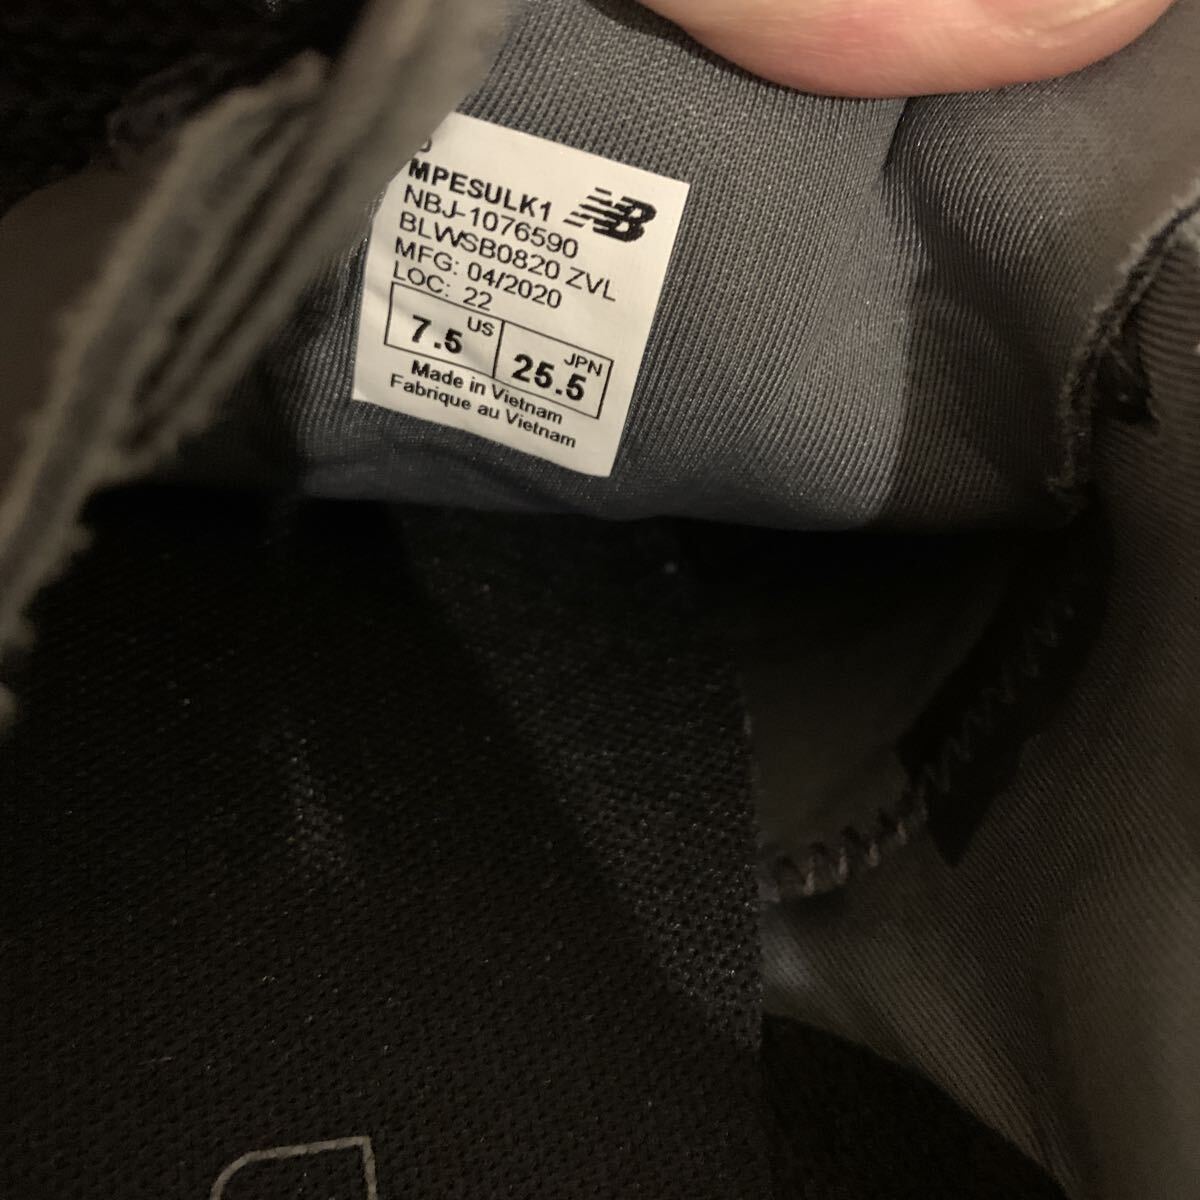 MPESULK1
NBJ-1076590
BLWSB0820 ZVL
MFG: 04/2020
LOC: 22
7.5 US
25.5 JPN
Made in Vietnam
Fabrique au Vietnam